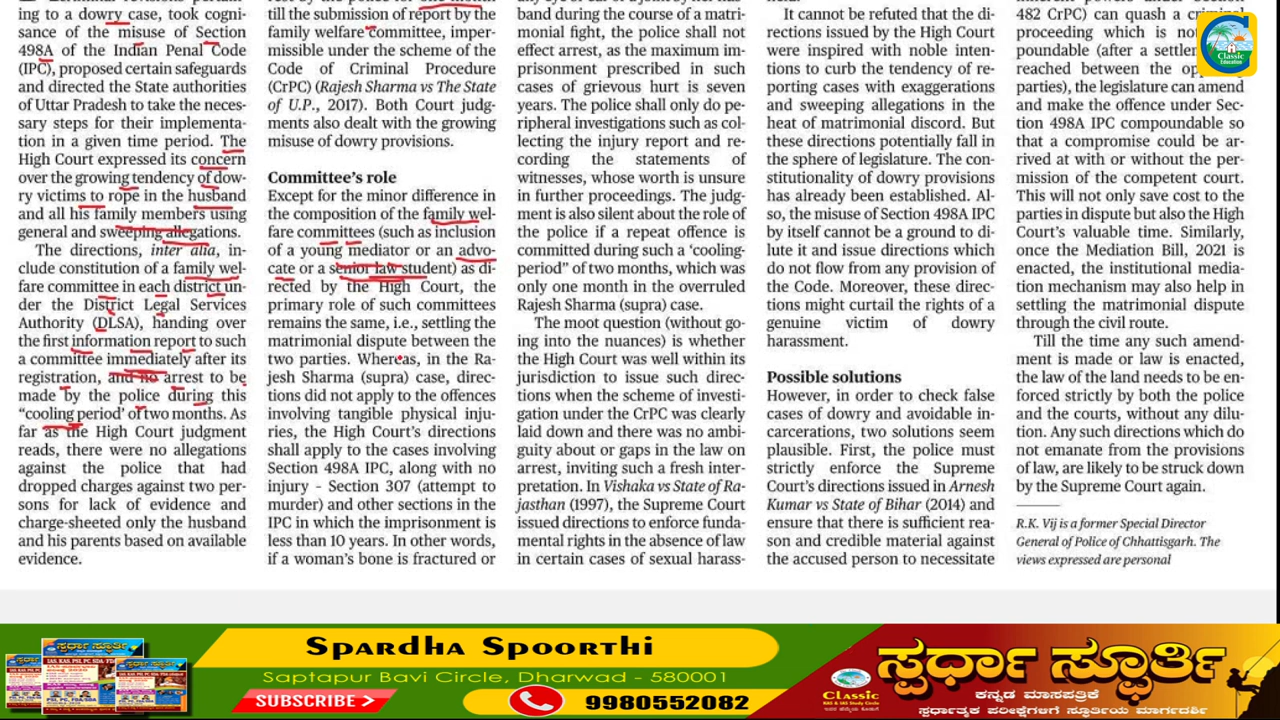 ing to a dowry case, took cogni-
sance of the misuse of Section
498A of the Indian Penal Code
(IPC), proposed certain safeguards
and directed the State authorities
of Uttar Pradesh to take the neces-
sary steps for their implementa-
tion in a given time period. The
High Court expressed its concern
over the growing tendency of dow-
ry victims to rope in the husband
and all his family members using
general and sweeping allegations.
The directions, inter alia, in-
clude constitution of a family wel-
fare committee in each district un-
der the District Legal Services
Authority (DLSA), handing over
the first information report to such
a committee immediately after its
registration, and no arrest to be
made by the police during this
“cooling period’ of two months. As
far as the High Court judgment
reads, there were no allegations
against the police that had
dropped charges against two per-
sons for lack of evidence and
charge-sheeted only the husband
and his parents based on available
evidence.
till the submission of report by the
family welfare committee, imper-
missible under the scheme of the
Code of Criminal Procedure
(CrPC) (Rajesh Sharma vs The State
of U.P., 2017). Both Court judg-
ments also dealt with the growing
misuse of dowry provisions.
Committee’s role
Except for the minor difference in
the composition of the family wel-
fare committees (such as inclusion
of a young mediator or an advo-
cate or a senior law student) as di-
rected by the High Court, the
primary role of such committees
remains the same, i.e., settling the
matrimonial dispute between the
two parties. Whereas, in the Ra-
jesh Sharma (supra) case, direc-
tions did not apply to the offences
involving tangible physical inju-
ries, the High Court’s directions
shall apply to the cases involving
Section 498A IPC, along with no
injury - Section 307 (attempt to
murder) and other sections in the
IPC in which the imprisonment is
less than 10 years. In other words,
if a woman’s bone is fractured or
band during the course of a matri-
monial fight, the police shall not
effect arrest, as the maximum im-
prisonment prescribed in such
cases of grievous hurt is seven
years. The police shall only do pe-
ripheral investigations such as col-
lecting the injury report and re-
cording the statements of
witnesses, whose worth is unsure
in further proceedings. The judg-
ment is also silent about the role of
the police if a repeat offence is
committed during such a ‘cooling-
period” of two months, which was
only one month in the overruled
Rajesh Sharma (supra) case.
The moot question (without go-
ing into the nuances) is whether
the High Court was well within its
jurisdiction to issue such direc-
tions when the scheme of investi-
gation under the CrPC was clearly
laid down and there was no ambi-
guity about or gaps in the law on
arrest, inviting such a fresh inter-
pretation. In Vishaka vs State of Ra-
jasthan (1997), the Supreme Court
issued directions to enforce funda-
mental rights in the absence of law
in certain cases of sexual harass-
It cannot be refuted that the di-
rections issued by the High Court
were inspired with noble inten-
tions to curb the tendency of re-
porting cases with exaggerations
and sweeping allegations in the
heat of matrimonial discord. But
these directions potentially fall in
the sphere of legislature. The con-
stitutionality of dowry provisions
has already been established. Al-
so, the misuse of Section 498A IPC
by itself cannot be a ground to di-
lute it and issue directions which
do not flow from any provision of
the Code. Moreover, these direc-
tions might curtail the rights of a
genuine victim of dowry
harassment.
Possible solutions
However, in order to check false
cases of dowry and avoidable in-
carcerations, two solutions seem
plausible. First, the police must
strictly enforce the Supreme
Court’s directions issued in Arnesh
Kumar vs State of Bihar (2014) and
ensure that there is sufficient rea-
son and credible material against
the accused person to necessitate
482 CrPC) can quash a
proceeding which is
poundable (after a
reached between the
parties), the legislature can amend
and make the offence under Sec-
tion 498A IPC compoundable so
that a compromise could be ar-
rived at with or without the per-
mission of the competent court.
This will not only save cost to the
parties in dispute but also the High
Court’s valuable time. Similarly,
once the Mediation Bill, 2021 is
enacted, the institutional media-
tion mechanism may also help in
settling the matrimonial dispute
through the civil route.
Till the time any such amend-
ment is made or law is enacted,
the law of the land needs to be en-
forced strictly by both the police
and the courts, without any dilu-
tion. Any such directions which do
not emanate from the provisions
of law, are likely to be struck down
by the Supreme Court again.
R.K. Vij is a former Special Director
General of Police of Chhattisgarh. The
views expressed are personal
Classic
Education
Spardha Spoorthi
Saptapur Bavi Circle, Dharwad - 580001
SUBSCRIBE
9980552082
Classic
ಸ್ಪರ್ಧಾ ಸ್ಫೂರ್ತಿ
ಕನ್ನಡ ಮಾಸಪತ್ರಿಕೆ
ಸ್ಪರ್ಧಾತ್ಮಕ ಪರೀಕ್ಷೆಗಳಿಗೆ ಸ್ಫೂರ್ತಿಯ ಮಾರ್ಗದರ್ಶಿ